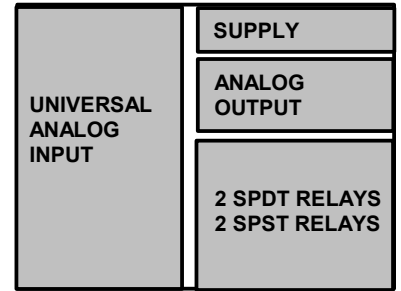 UNIVERSAL
ANALOG
INPUT
SUPPLY
ANALOG
OUTPUT
2 SPDT RELAYS
2 SPST RELAYS